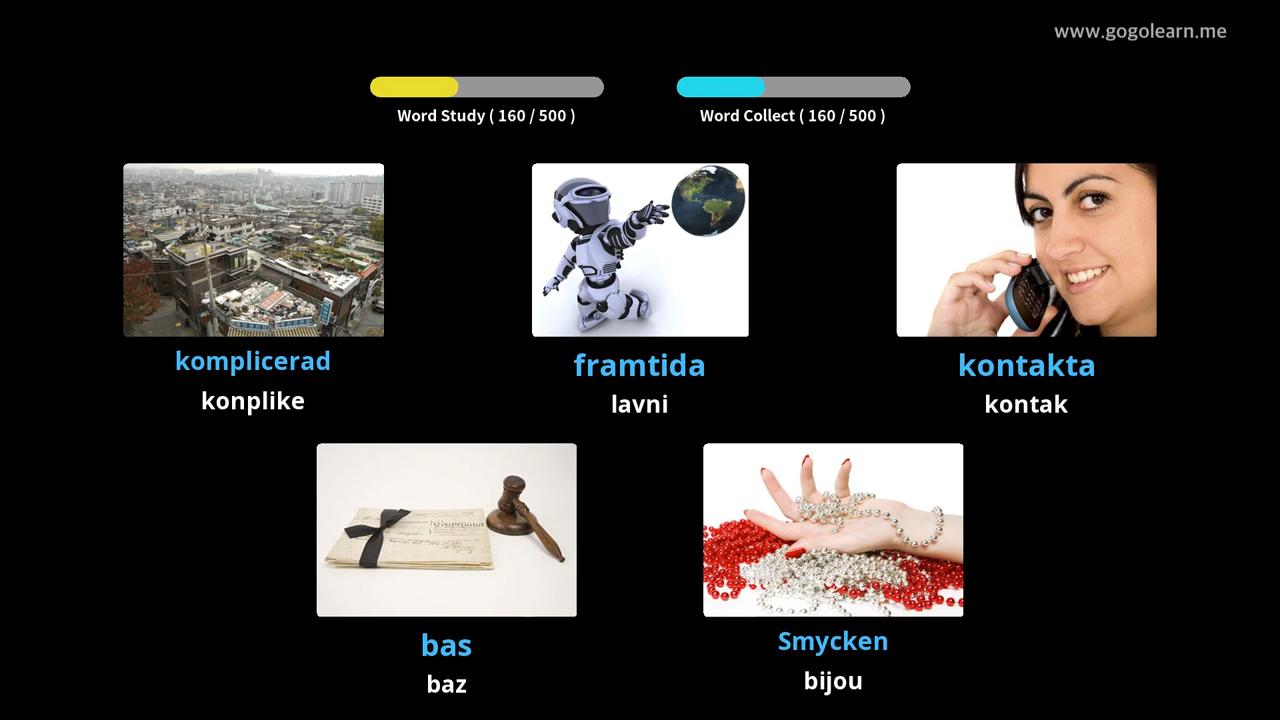 www.gogolearn.me
Word Study ( 160 / 500 )
Word Collect ( 160 / 500 )
komplicerad
konplike
framtida
lavni
kontakta
kontak
bas
baz
Smycken
bijou